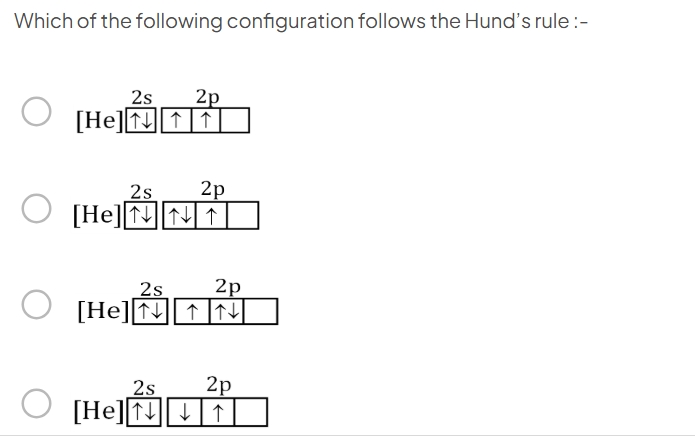 Which of the following configuration follows the Hund's rule :-
2s 2p
[He] ↑↓ ↑ ↑
2s 2p
[He] ↑↓ ↑↓ ↑
2s 2p
[He] ↑↓ ↑ ↑↓
2s 2p
[He] ↑↓ ↓ ↑